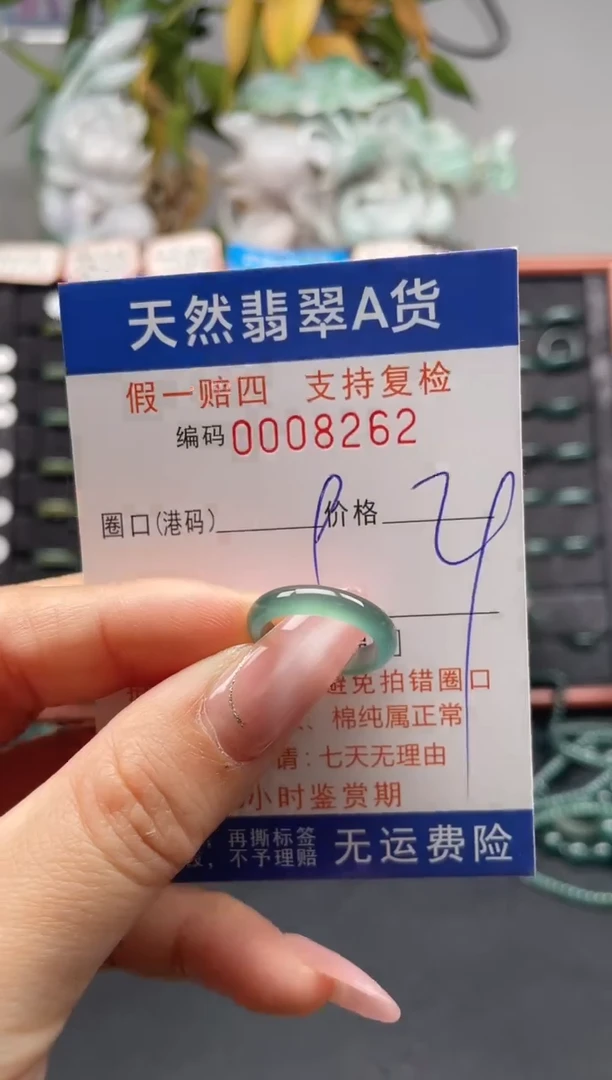 天然翡翠A货
假一赔四 支持复检
编码0008262
圈口(港码) 价格
避免拍错圈口
、棉纯属正常
请:七天无理由
小时鉴赏期
再撕标签
,不予理赔 无运费险